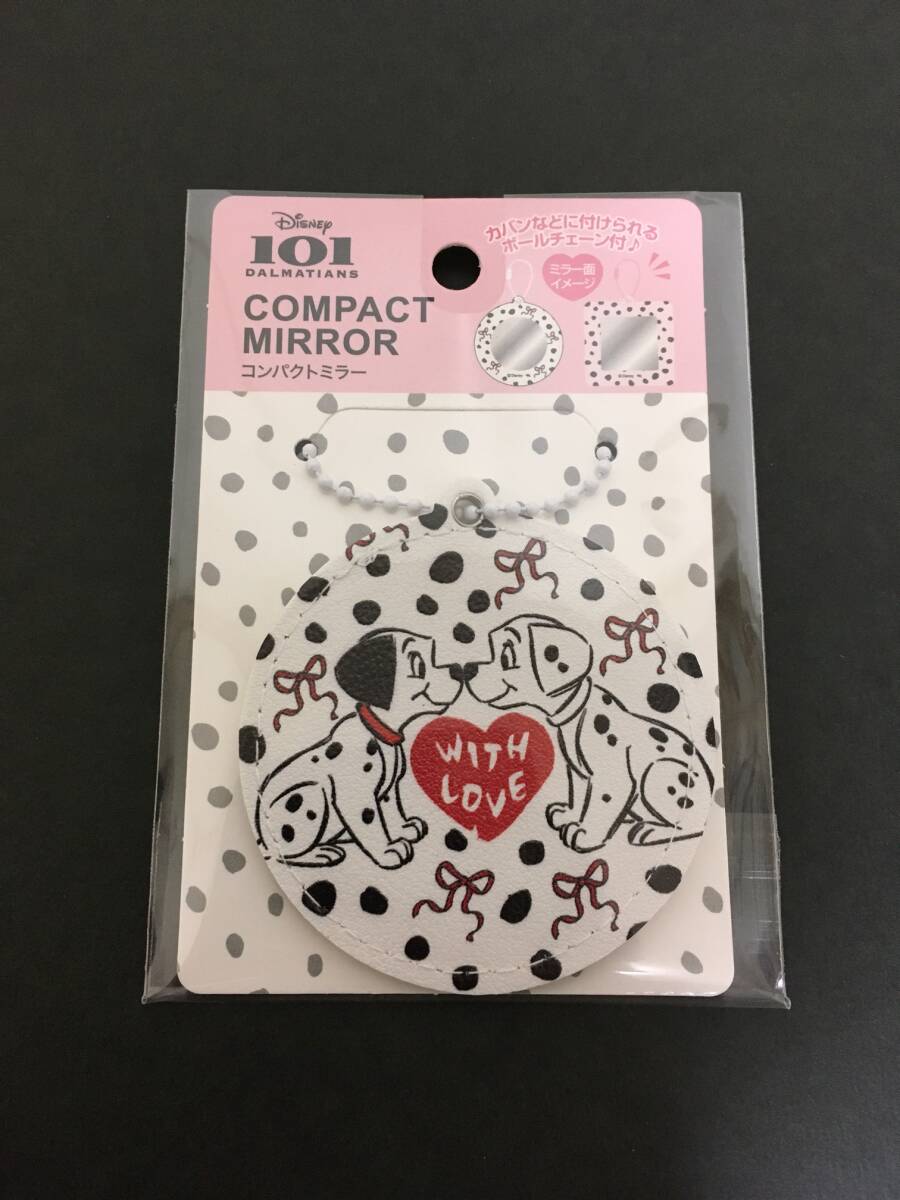 Disney
101
DALMATIANS
COMPACT
MIRROR
コンパクトミラー
カバンなどに付けられる
ボールチェーン付♪
ミラー面
イメージ
©Disney
©Disney
WITH
LOVE